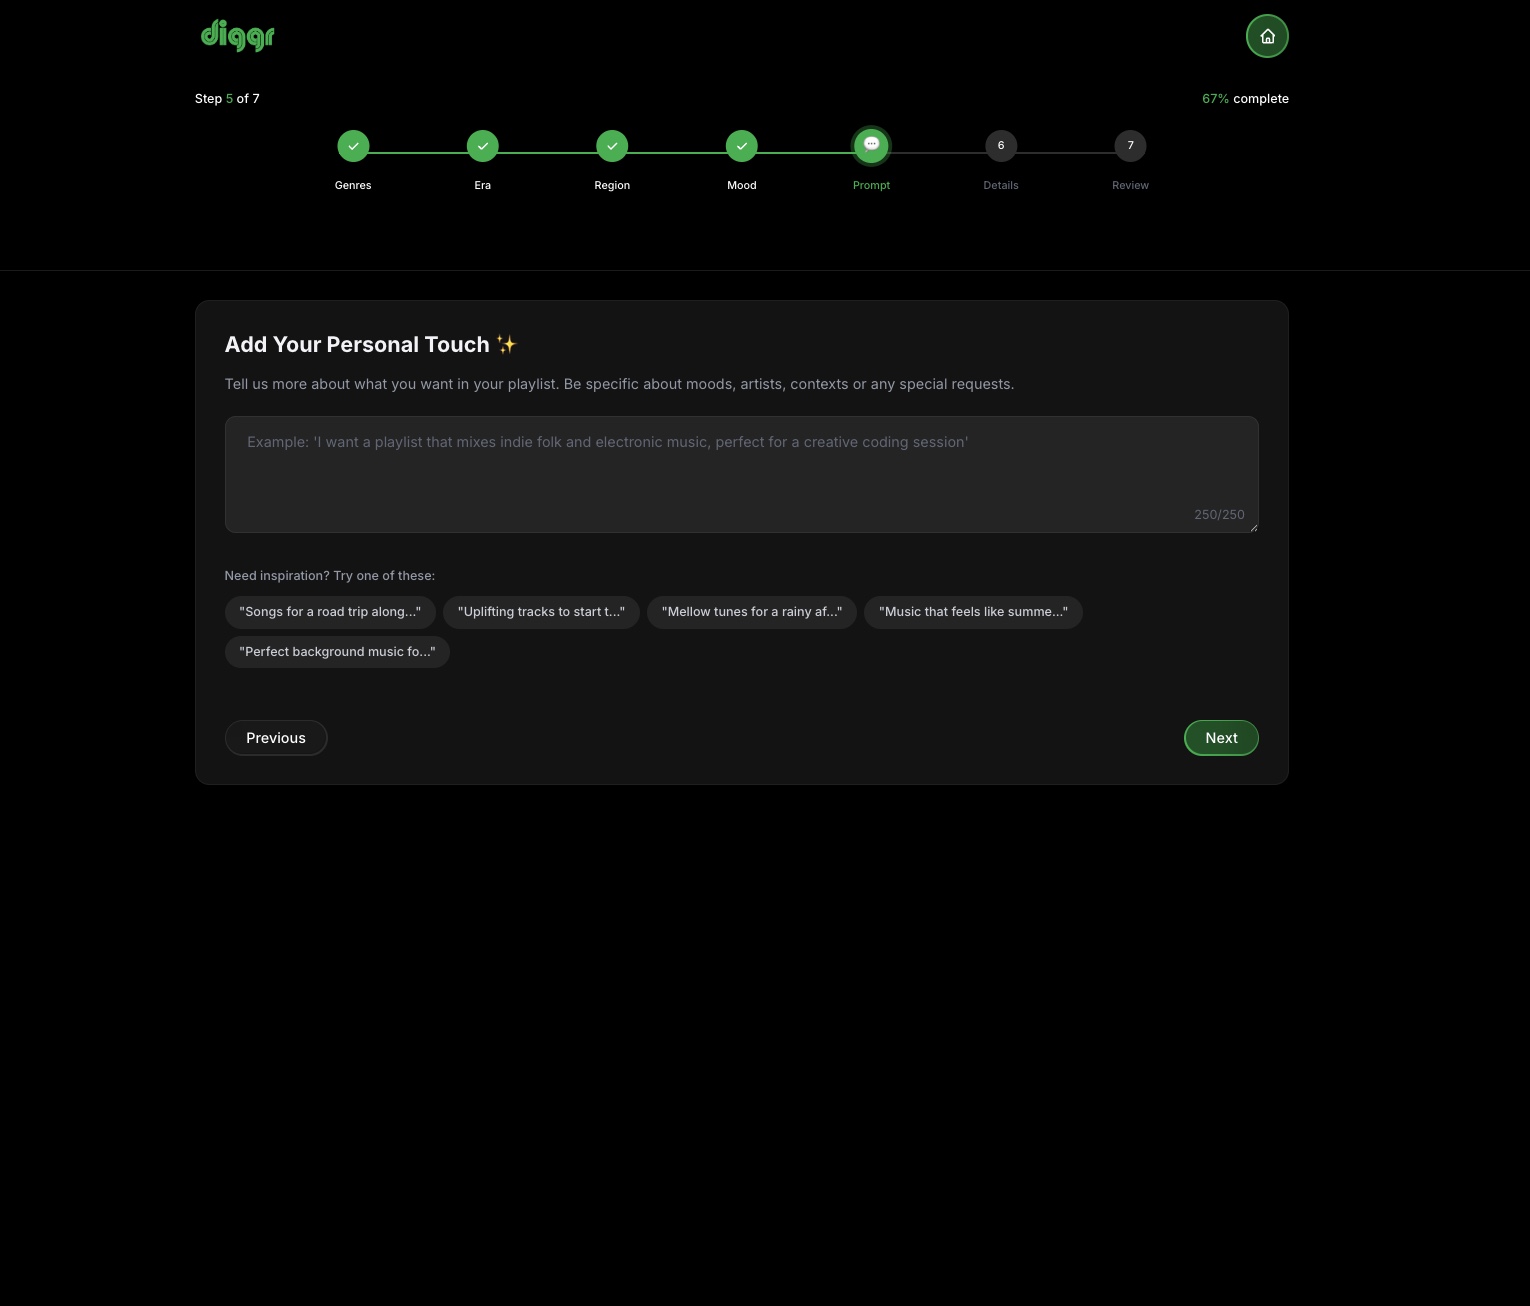 diggr
Step 5 of 7
67% complete
6
7
Genres
Era
Region
Mood
Prompt
Details
Review
Add Your Personal Touch ✨
Tell us more about what you want in your playlist. Be specific about moods, artists, contexts or any special requests.
Example: 'I want a playlist that mixes indie folk and electronic music, perfect for a creative coding session'
250/250
Need inspiration? Try one of these:
"Songs for a road trip along..."
"Uplifting tracks to start t..."
"Mellow tunes for a rainy af..."
"Music that feels like summe..."
"Perfect background music fo..."
Previous
Next